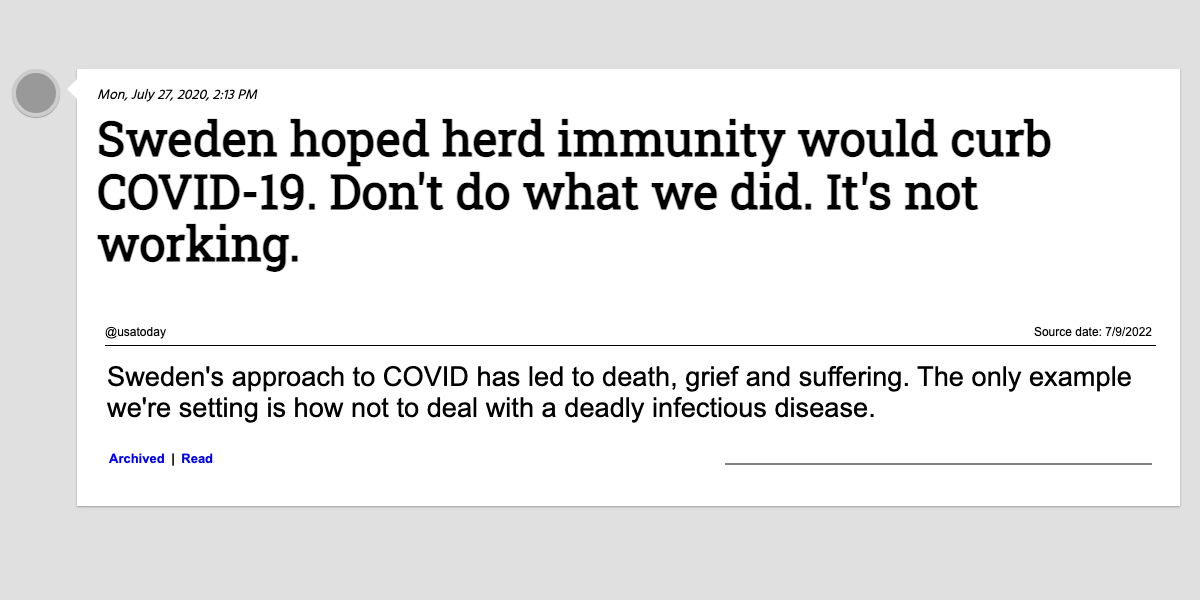 Mon, July 27, 2020, 2:13 PM
Sweden hoped herd immunity would curb
COVID-19. Don't do what we did. It's not
working.
@usatoday
Source date: 7/9/2022
Sweden's approach to COVID has led to death, grief and suffering. The only example
we're setting is how not to deal with a deadly infectious disease.
Archived | Read